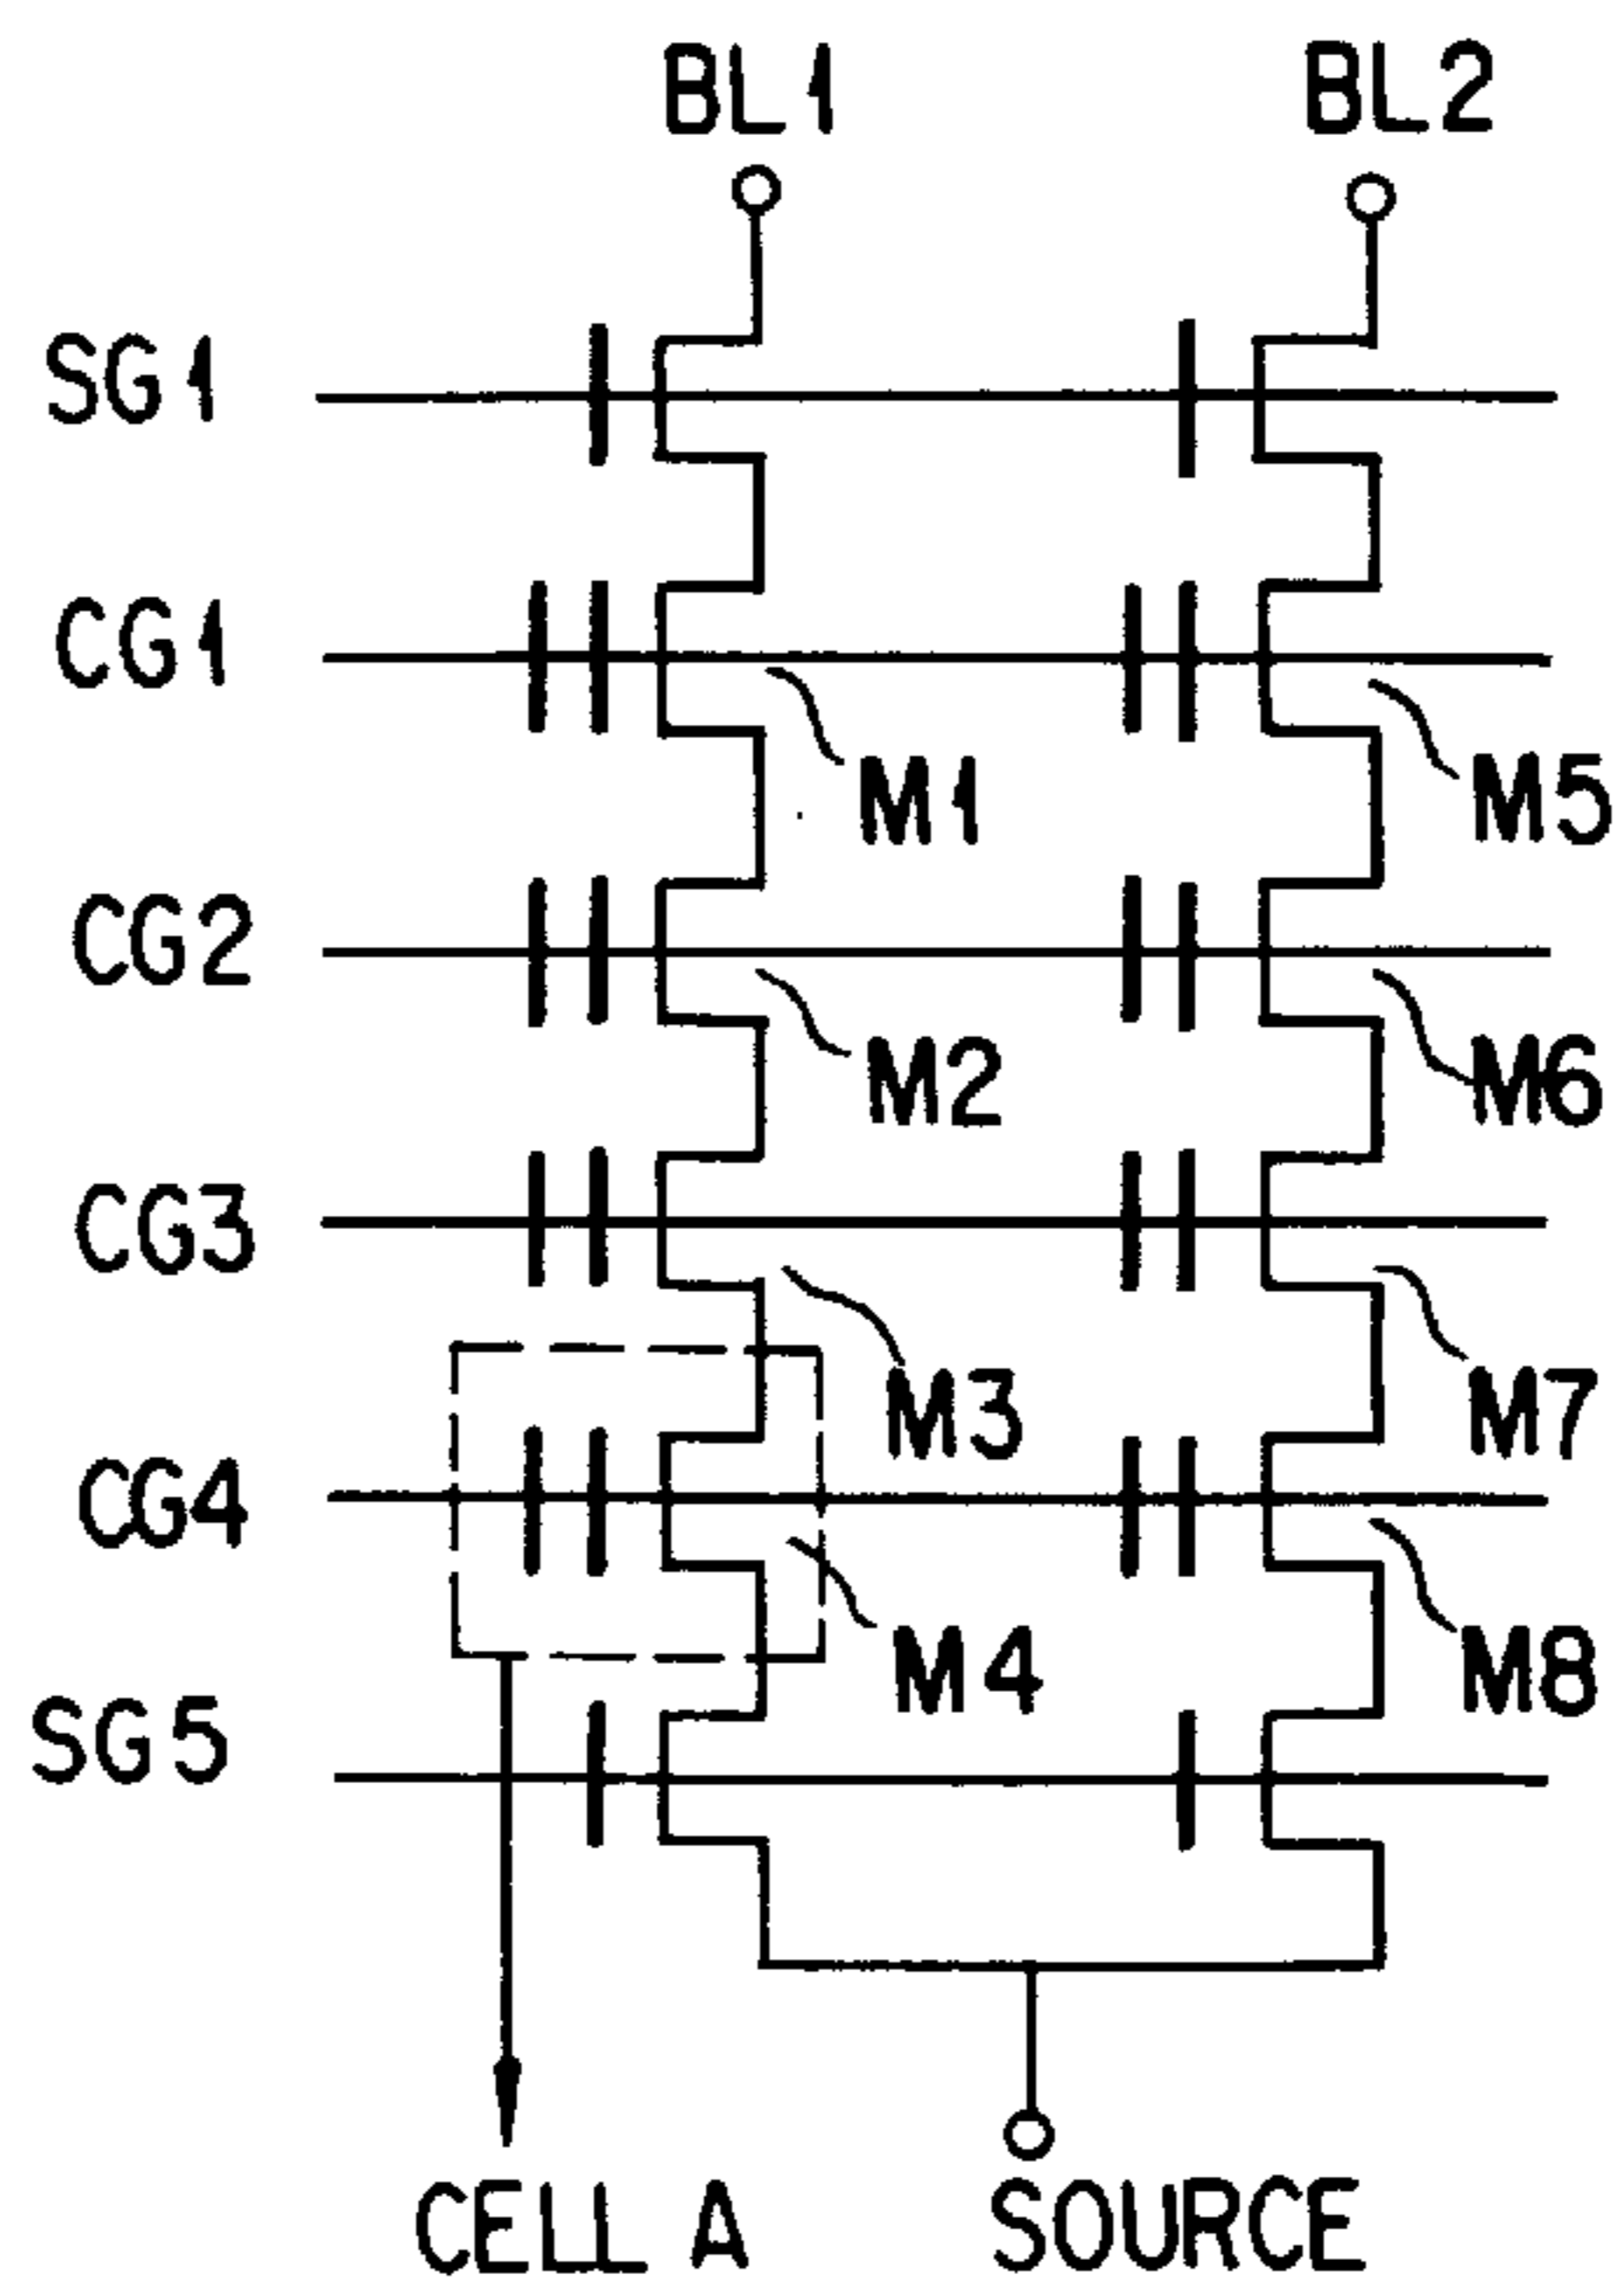 BL1 BL2
SG1
CG1
M1 M5
CG2
M2 M6
CG3
M3 M7
CG4
M4 M8
SG5
CELL A SOURCE